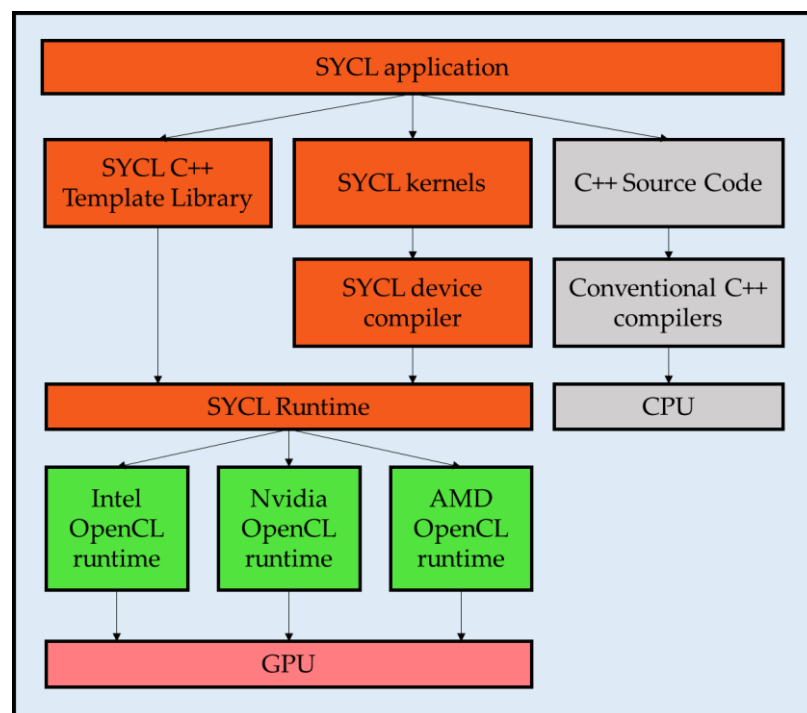 SYCL application
SYCL C++
Template Library
SYCL kernels
C++ Source Code
SYCL device
compiler
Conventional C++
compilers
SYCL Runtime
CPU
Intel
OpenCL
runtime
Nvidia
OpenCL
runtime
AMD
OpenCL
runtime
GPU